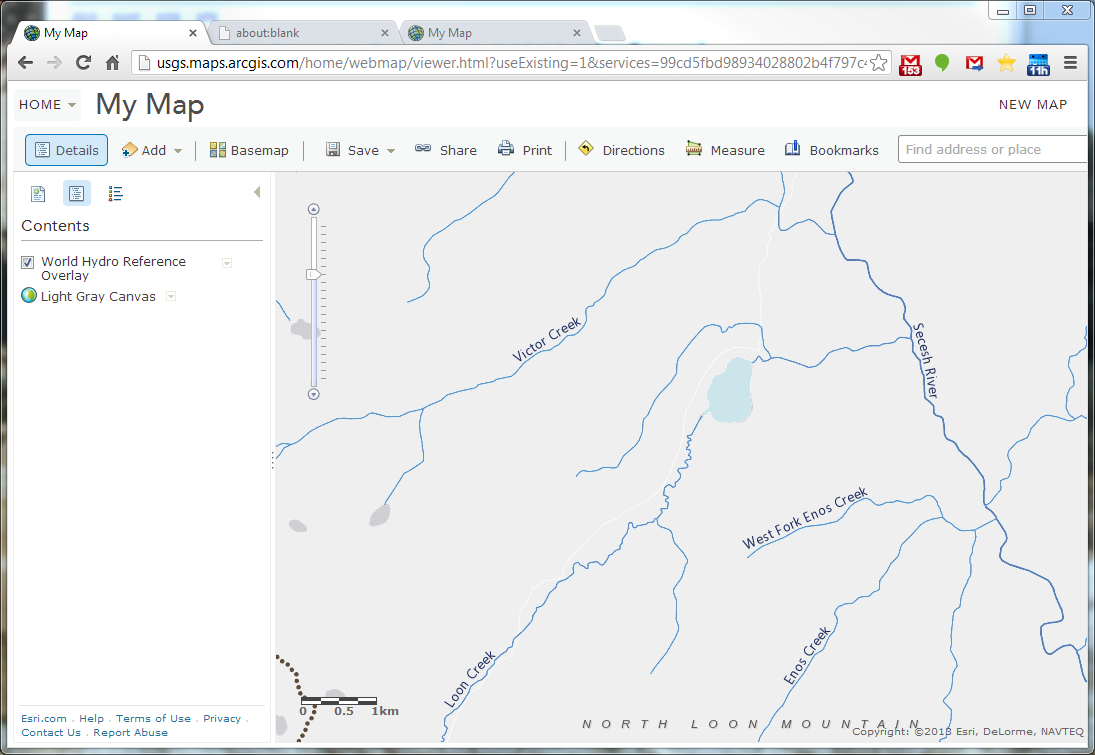 My Map
about:blank
My Map
usgs.maps.arcgis.com/home/webmap/viewer.html?useExisting=1&services=99cd5fbd98934028802b4f797c
153
11h
HOME
My Map
NEW MAP
Details
Add
Basemap
Save
Share
Print
Directions
Measure
Bookmarks
Find address or place
Contents
World Hydro Reference
Overlay
Light Gray Canvas
Victor Creek
Secesh River
West Fork Enos Creek
Enos Creek
Loon Creek
0 0.5 1km
NORTH LOON MOUNTAIN
Copyright: ©2013 Esri, DeLorme, NAVTEQ
Esri.com . Help . Terms of Use . Privacy .
Contact Us . Report Abuse